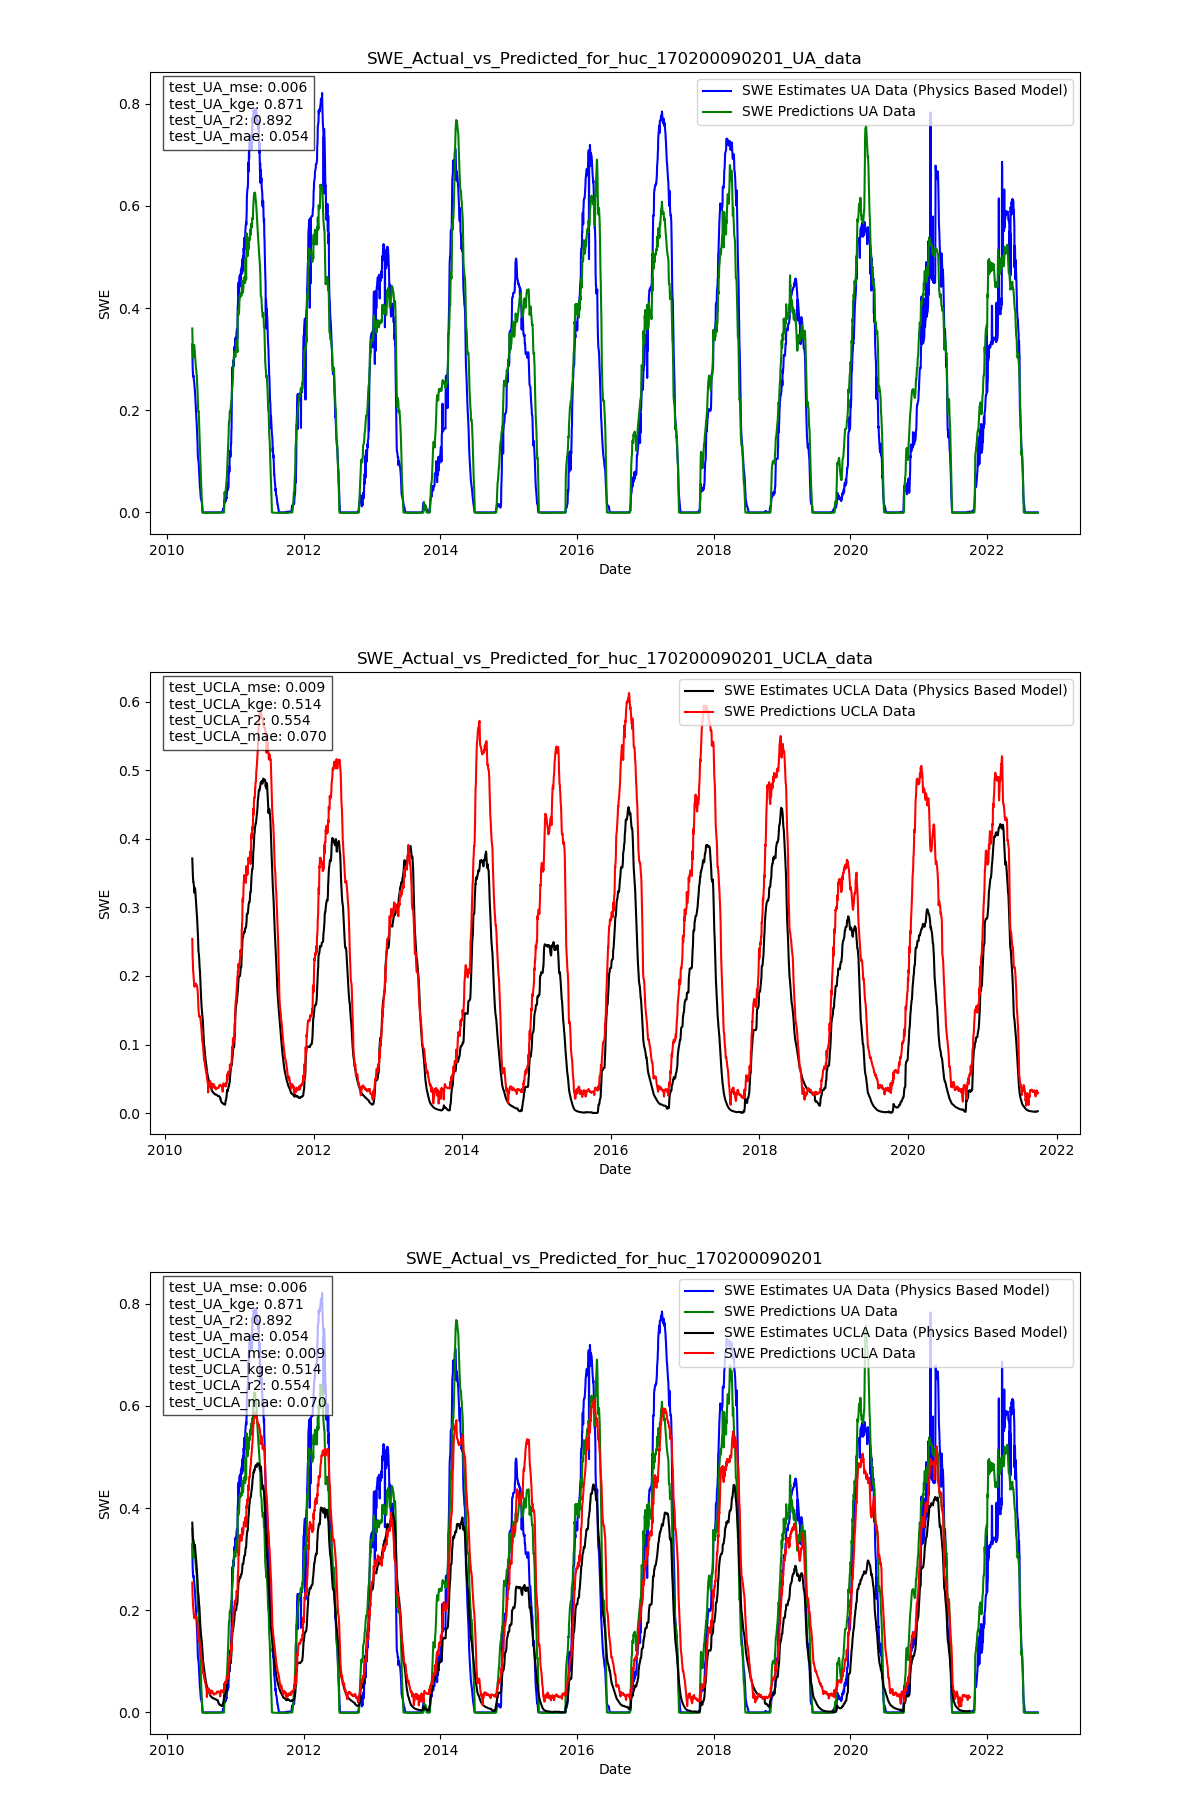 SWE_Actual_vs_Predicted_for_huc_170200090201_UA_data
test_UA_mse: 0.006
test_UA_kge: 0.871
test_UA_r2: 0.892
test_UA_mae: 0.054
SWE Estimates UA Data (Physics Based Model)
SWE Predictions UA Data
0.8
0.6
0.4
0.2
0.0
SWE
2010 2012 2014 2016 2018 2020 2022
Date
SWE_Actual_vs_Predicted_for_huc_170200090201_UCLA_data
test_UCLA_mse: 0.009
test_UCLA_kge: 0.514
test_UCLA_r2: 0.554
test_UCLA_mae: 0.070
SWE Estimates UCLA Data (Physics Based Model)
SWE Predictions UCLA Data
0.6
0.5
0.4
0.3
0.2
0.1
0.0
SWE
2010 2012 2014 2016 2018 2020 2022
Date
SWE_Actual_vs_Predicted_for_huc_170200090201
test_UA_mse: 0.006
test_UA_kge: 0.871
test_UA_r2: 0.892
test_UA_mae: 0.054
test_UCLA_mse: 0.009
test_UCLA_kge: 0.514
test_UCLA_r2: 0.554
test_UCLA_mae: 0.070
SWE Estimates UA Data (Physics Based Model)
SWE Predictions UA Data
SWE Estimates UCLA Data (Physics Based Model)
SWE Predictions UCLA Data
0.8
0.6
0.4
0.2
0.0
SWE
2010 2012 2014 2016 2018 2020 2022
Date